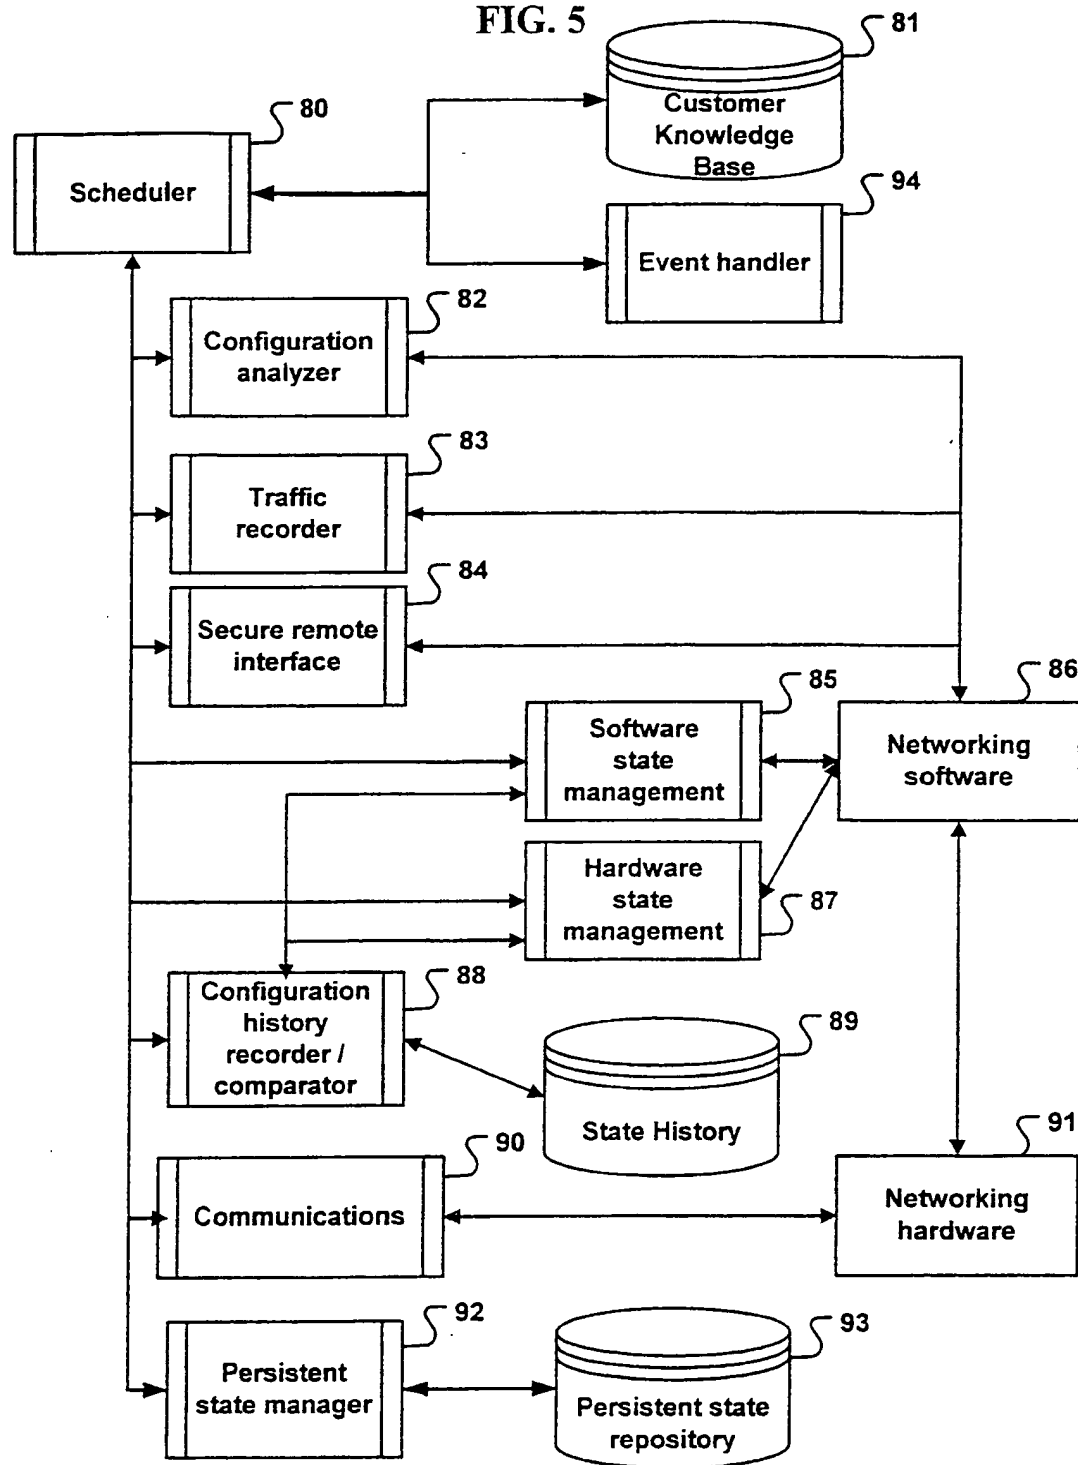 FIG. 5
81
Customer
Knowledge
Base
80
Scheduler
94
Event handler
82
Configuration
analyzer
83
Traffic
recorder
84
Secure remote
interface
85
Software
state
management
86
Networking
software
Hardware
state
management
87
88
Configuration
history
recorder /
comparator
89
State History
90
Communications
91
Networking
hardware
92
Persistent
state manager
93
Persistent state
repository